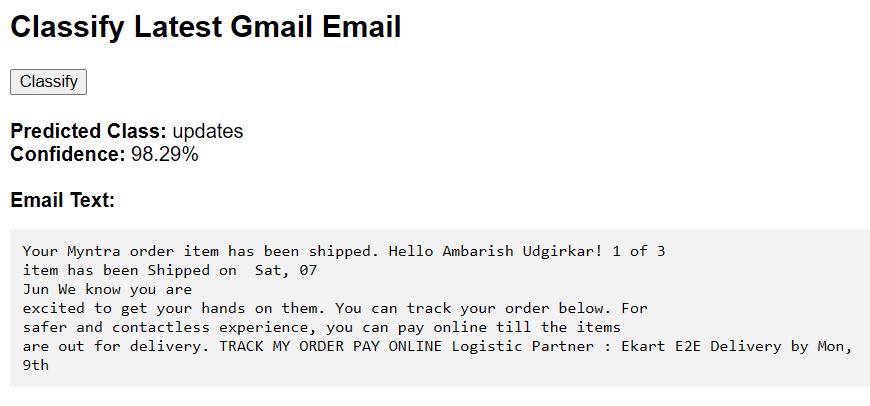 Classify Latest Gmail Email
Classify
Predicted Class: updates
Confidence: 98.29%
Email Text:
Your Myntra order item has been shipped. Hello Ambarish Udgirkar! 1 of 3
item has been Shipped on  Sat, 07
Jun We know you are
excited to get your hands on them. You can track your order below. For
safer and contactless experience, you can pay online till the items
are out for delivery. TRACK MY ORDER PAY ONLINE Logistic Partner : Ekart E2E Delivery by Mon,
9th